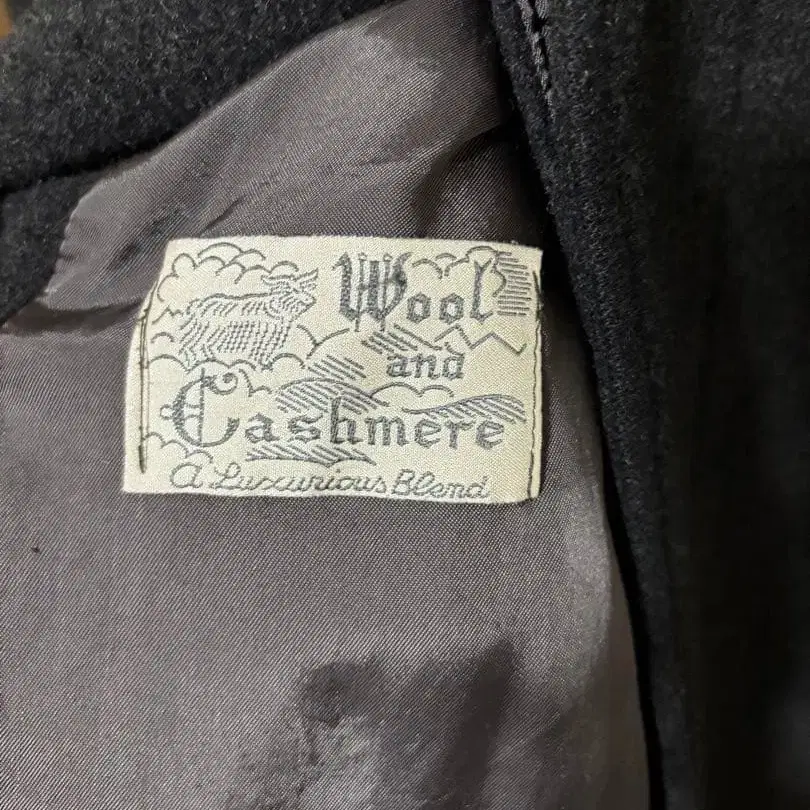 Wool
and
Cashmere
A Luxurious Blend